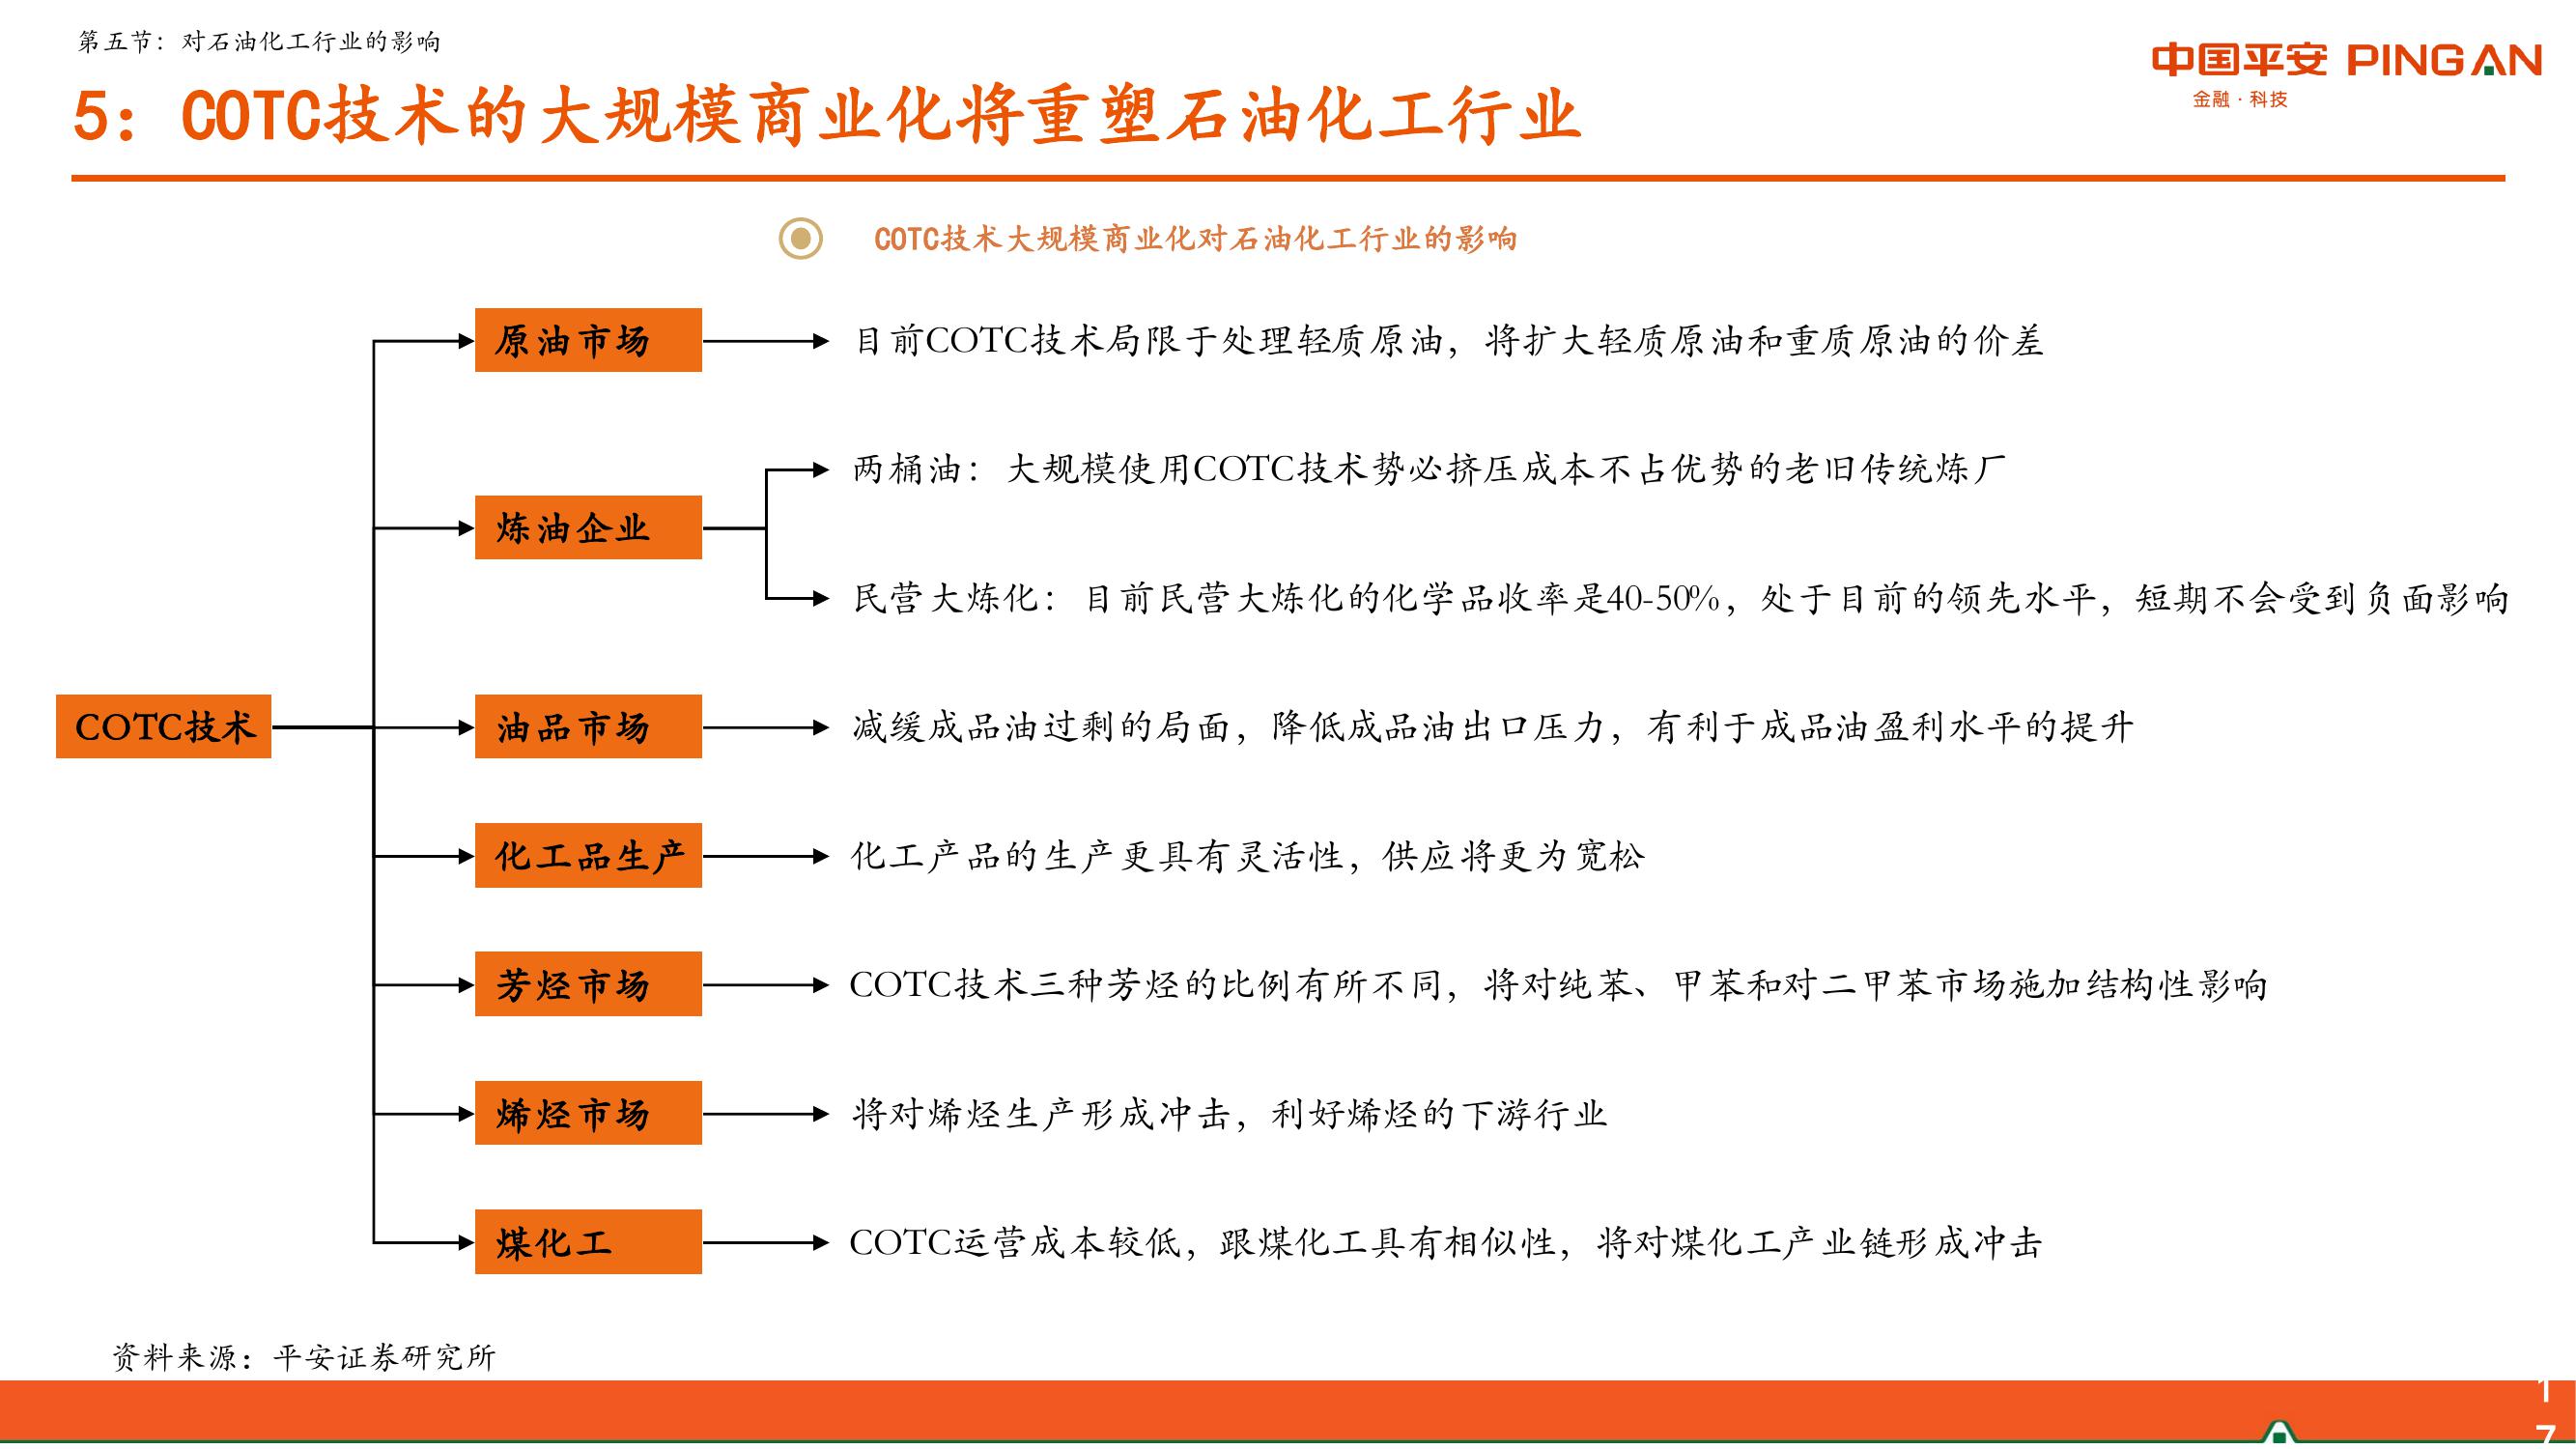 第五节：对石油化工行业的影响
中国平安 PING AN
金融·科技
5：COTC技术的大规模商业化将重塑石油化工行业
COTC技术大规模商业化对石油化工行业的影响
COTC技术
原油市场
目前COTC技术局限于处理轻质原油，将扩大轻质原油和重质原油的价差
炼油企业
两桶油：大规模使用COTC技术势必挤压成本不占优势的老旧传统炼厂
民营大炼化：目前民营大炼化的化学品收率是40-50%，处于目前的领先水平，短期不会受到负面影响
油品市场
减缓成品油过剩的局面，降低成品油出口压力，有利于成品油盈利水平的提升
化工品生产
化工产品的生产更具有灵活性，供应将更为宽松
芳烃市场
COTC技术三种芳烃的比例有所不同，将对纯苯、甲苯和对二甲苯市场施加结构性影响
烯烃市场
将对烯烃生产形成冲击，利好烯烃的下游行业
煤化工
COTC运营成本较低，跟煤化工具有相似性，将对煤化工产业链形成冲击
资料来源：平安证券研究所
1
7